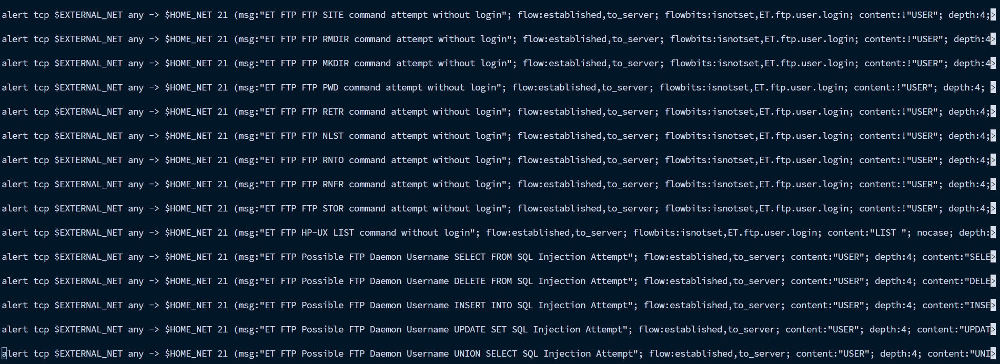 alert tcp $EXTERNAL_NET any -> $HOME_NET 21 (msg:"ET FTP FTP SITE command attempt without login"; flow:established,to_server; flowbits:isnotset,ET.ftp.user.login; content:!"USER"; depth:4;>
alert tcp $EXTERNAL_NET any -> $HOME_NET 21 (msg:"ET FTP FTP RMDIR command attempt without login"; flow:established,to_server; flowbits:isnotset,ET.ftp.user.login; content:!"USER"; depth:4>
alert tcp $EXTERNAL_NET any -> $HOME_NET 21 (msg:"ET FTP FTP MKDIR command attempt without login"; flow:established,to_server; flowbits:isnotset,ET.ftp.user.login; content:!"USER"; depth:4>
alert tcp $EXTERNAL_NET any -> $HOME_NET 21 (msg:"ET FTP FTP PWD command attempt without login"; flow:established,to_server; flowbits:isnotset,ET.ftp.user.login; content:!"USER"; depth:4; >
alert tcp $EXTERNAL_NET any -> $HOME_NET 21 (msg:"ET FTP FTP RETR command attempt without login"; flow:established,to_server; flowbits:isnotset,ET.ftp.user.login; content:!"USER"; depth:4;>
alert tcp $EXTERNAL_NET any -> $HOME_NET 21 (msg:"ET FTP FTP NLST command attempt without login"; flow:established,to_server; flowbits:isnotset,ET.ftp.user.login; content:!"USER"; depth:4;>
alert tcp $EXTERNAL_NET any -> $HOME_NET 21 (msg:"ET FTP FTP RNTO command attempt without login"; flow:established,to_server; flowbits:isnotset,ET.ftp.user.login; content:!"USER"; depth:4;>
alert tcp $EXTERNAL_NET any -> $HOME_NET 21 (msg:"ET FTP FTP RNFR command attempt without login"; flow:established,to_server; flowbits:isnotset,ET.ftp.user.login; content:!"USER"; depth:4;>
alert tcp $EXTERNAL_NET any -> $HOME_NET 21 (msg:"ET FTP FTP STOR command attempt without login"; flow:established,to_server; flowbits:isnotset,ET.ftp.user.login; content:!"USER"; depth:4;>
alert tcp $EXTERNAL_NET any -> $HOME_NET 21 (msg:"ET FTP HP-UX LIST command without login"; flow:established,to_server; flowbits:isnotset,ET.ftp.user.login; content:"LIST "; nocase; depth:>
alert tcp $EXTERNAL_NET any -> $HOME_NET 21 (msg:"ET FTP Possible FTP Daemon Username SELECT FROM SQL Injection Attempt"; flow:established,to_server; content:"USER"; depth:4; content:"SELE>
alert tcp $EXTERNAL_NET any -> $HOME_NET 21 (msg:"ET FTP Possible FTP Daemon Username DELETE FROM SQL Injection Attempt"; flow:established,to_server; content:"USER"; depth:4; content:"DELE>
alert tcp $EXTERNAL_NET any -> $HOME_NET 21 (msg:"ET FTP Possible FTP Daemon Username INSERT INTO SQL Injection Attempt"; flow:established,to_server; content:"USER"; depth:4; content:"INSE>
alert tcp $EXTERNAL_NET any -> $HOME_NET 21 (msg:"ET FTP Possible FTP Daemon Username UPDATE SET SQL Injection Attempt"; flow:established,to_server; content:"USER"; depth:4; content:"UPDAT>
alert tcp $EXTERNAL_NET any -> $HOME_NET 21 (msg:"ET FTP Possible FTP Daemon Username UNION SELECT SQL Injection Attempt"; flow:established,to_server; content:"USER"; depth:4; content:"UNI>